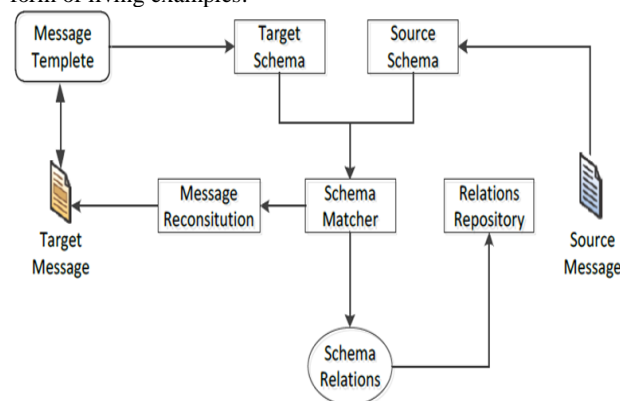 form of living examples.
Message
Templete
Target
Schema
Source
Schema
Message
Reconsitution
Schema
Matcher
Relations
Repository
Target
Message
Source
Message
Schema
Relations